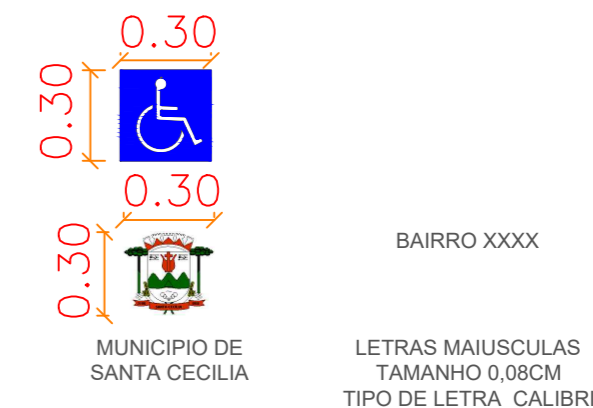 0.30
0.30
0.30
0.30
BAIRRO XXXX
MUNICIPIO DE
SANTA CECILIA
LETRAS MAIUSCULAS
TAMANHO 0,08CM
TIPO DE LETRA CALIBRI